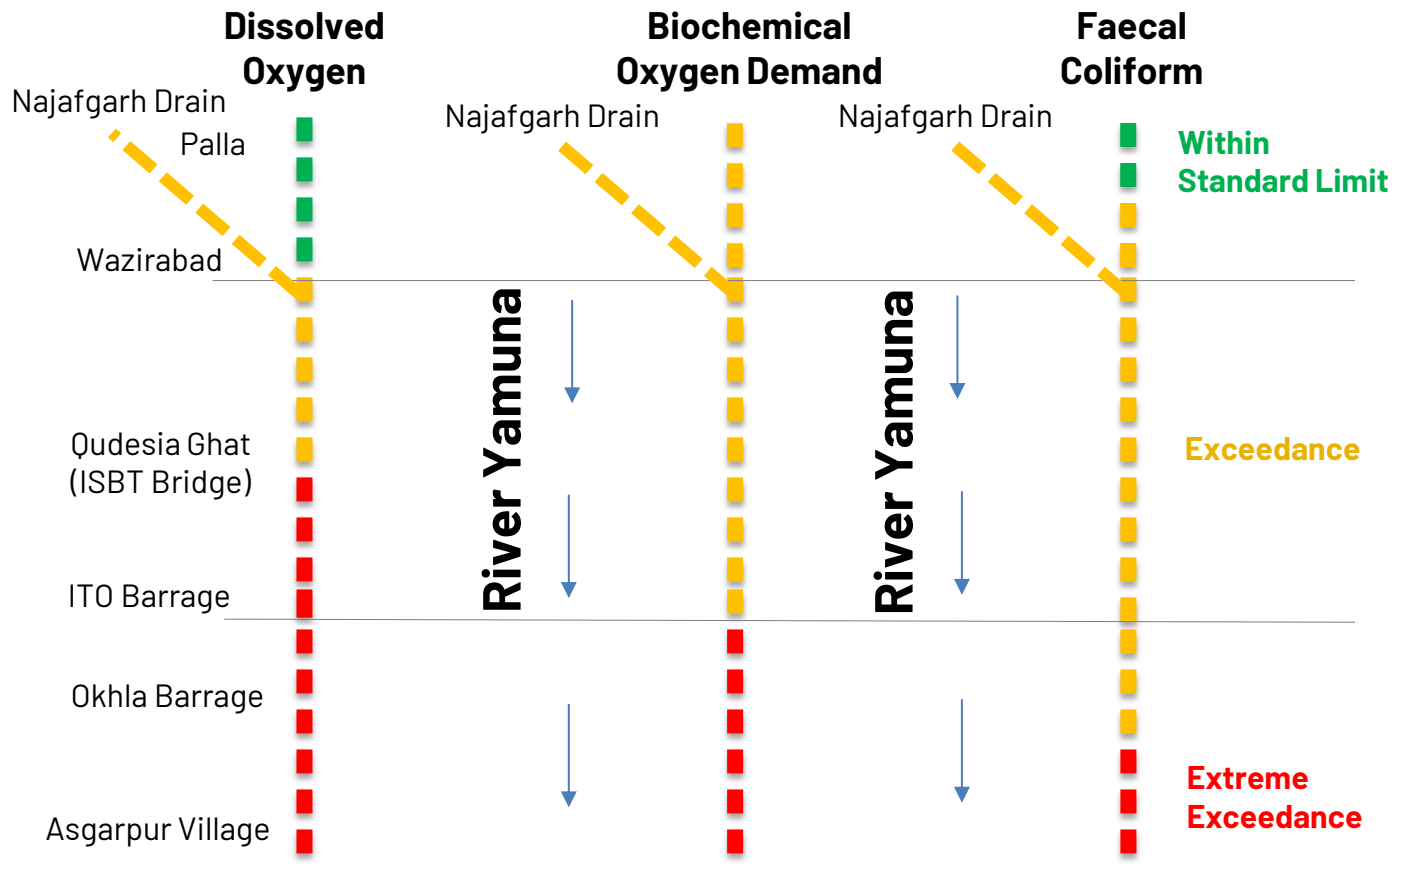 Dissolved
Oxygen
Biochemical
Oxygen Demand
Faecal
Coliform
Najafgarh Drain
Palla
Najafgarh Drain
Najafgarh Drain
Within
Standard Limit
Wazirabad
River Yamuna
River Yamuna
Qudesia Ghat
(ISBT Bridge)
Exceedance
ITO Barrage
Okhla Barrage
Extreme
Exceedance
Asgarpur Village